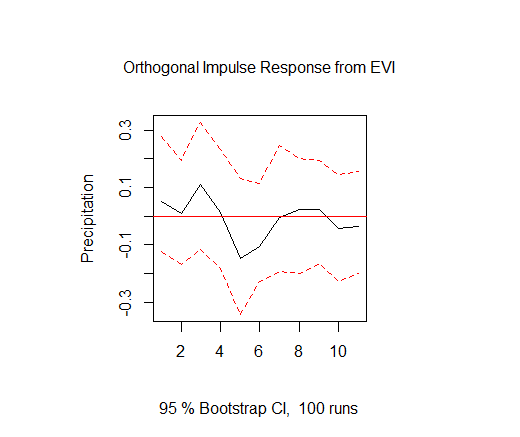 Orthogonal Impulse Response from EVI
Precipitation
0.3
0.1
-0.1
-0.3
2 4 6 8 10
95 % Bootstrap CI, 100 runs